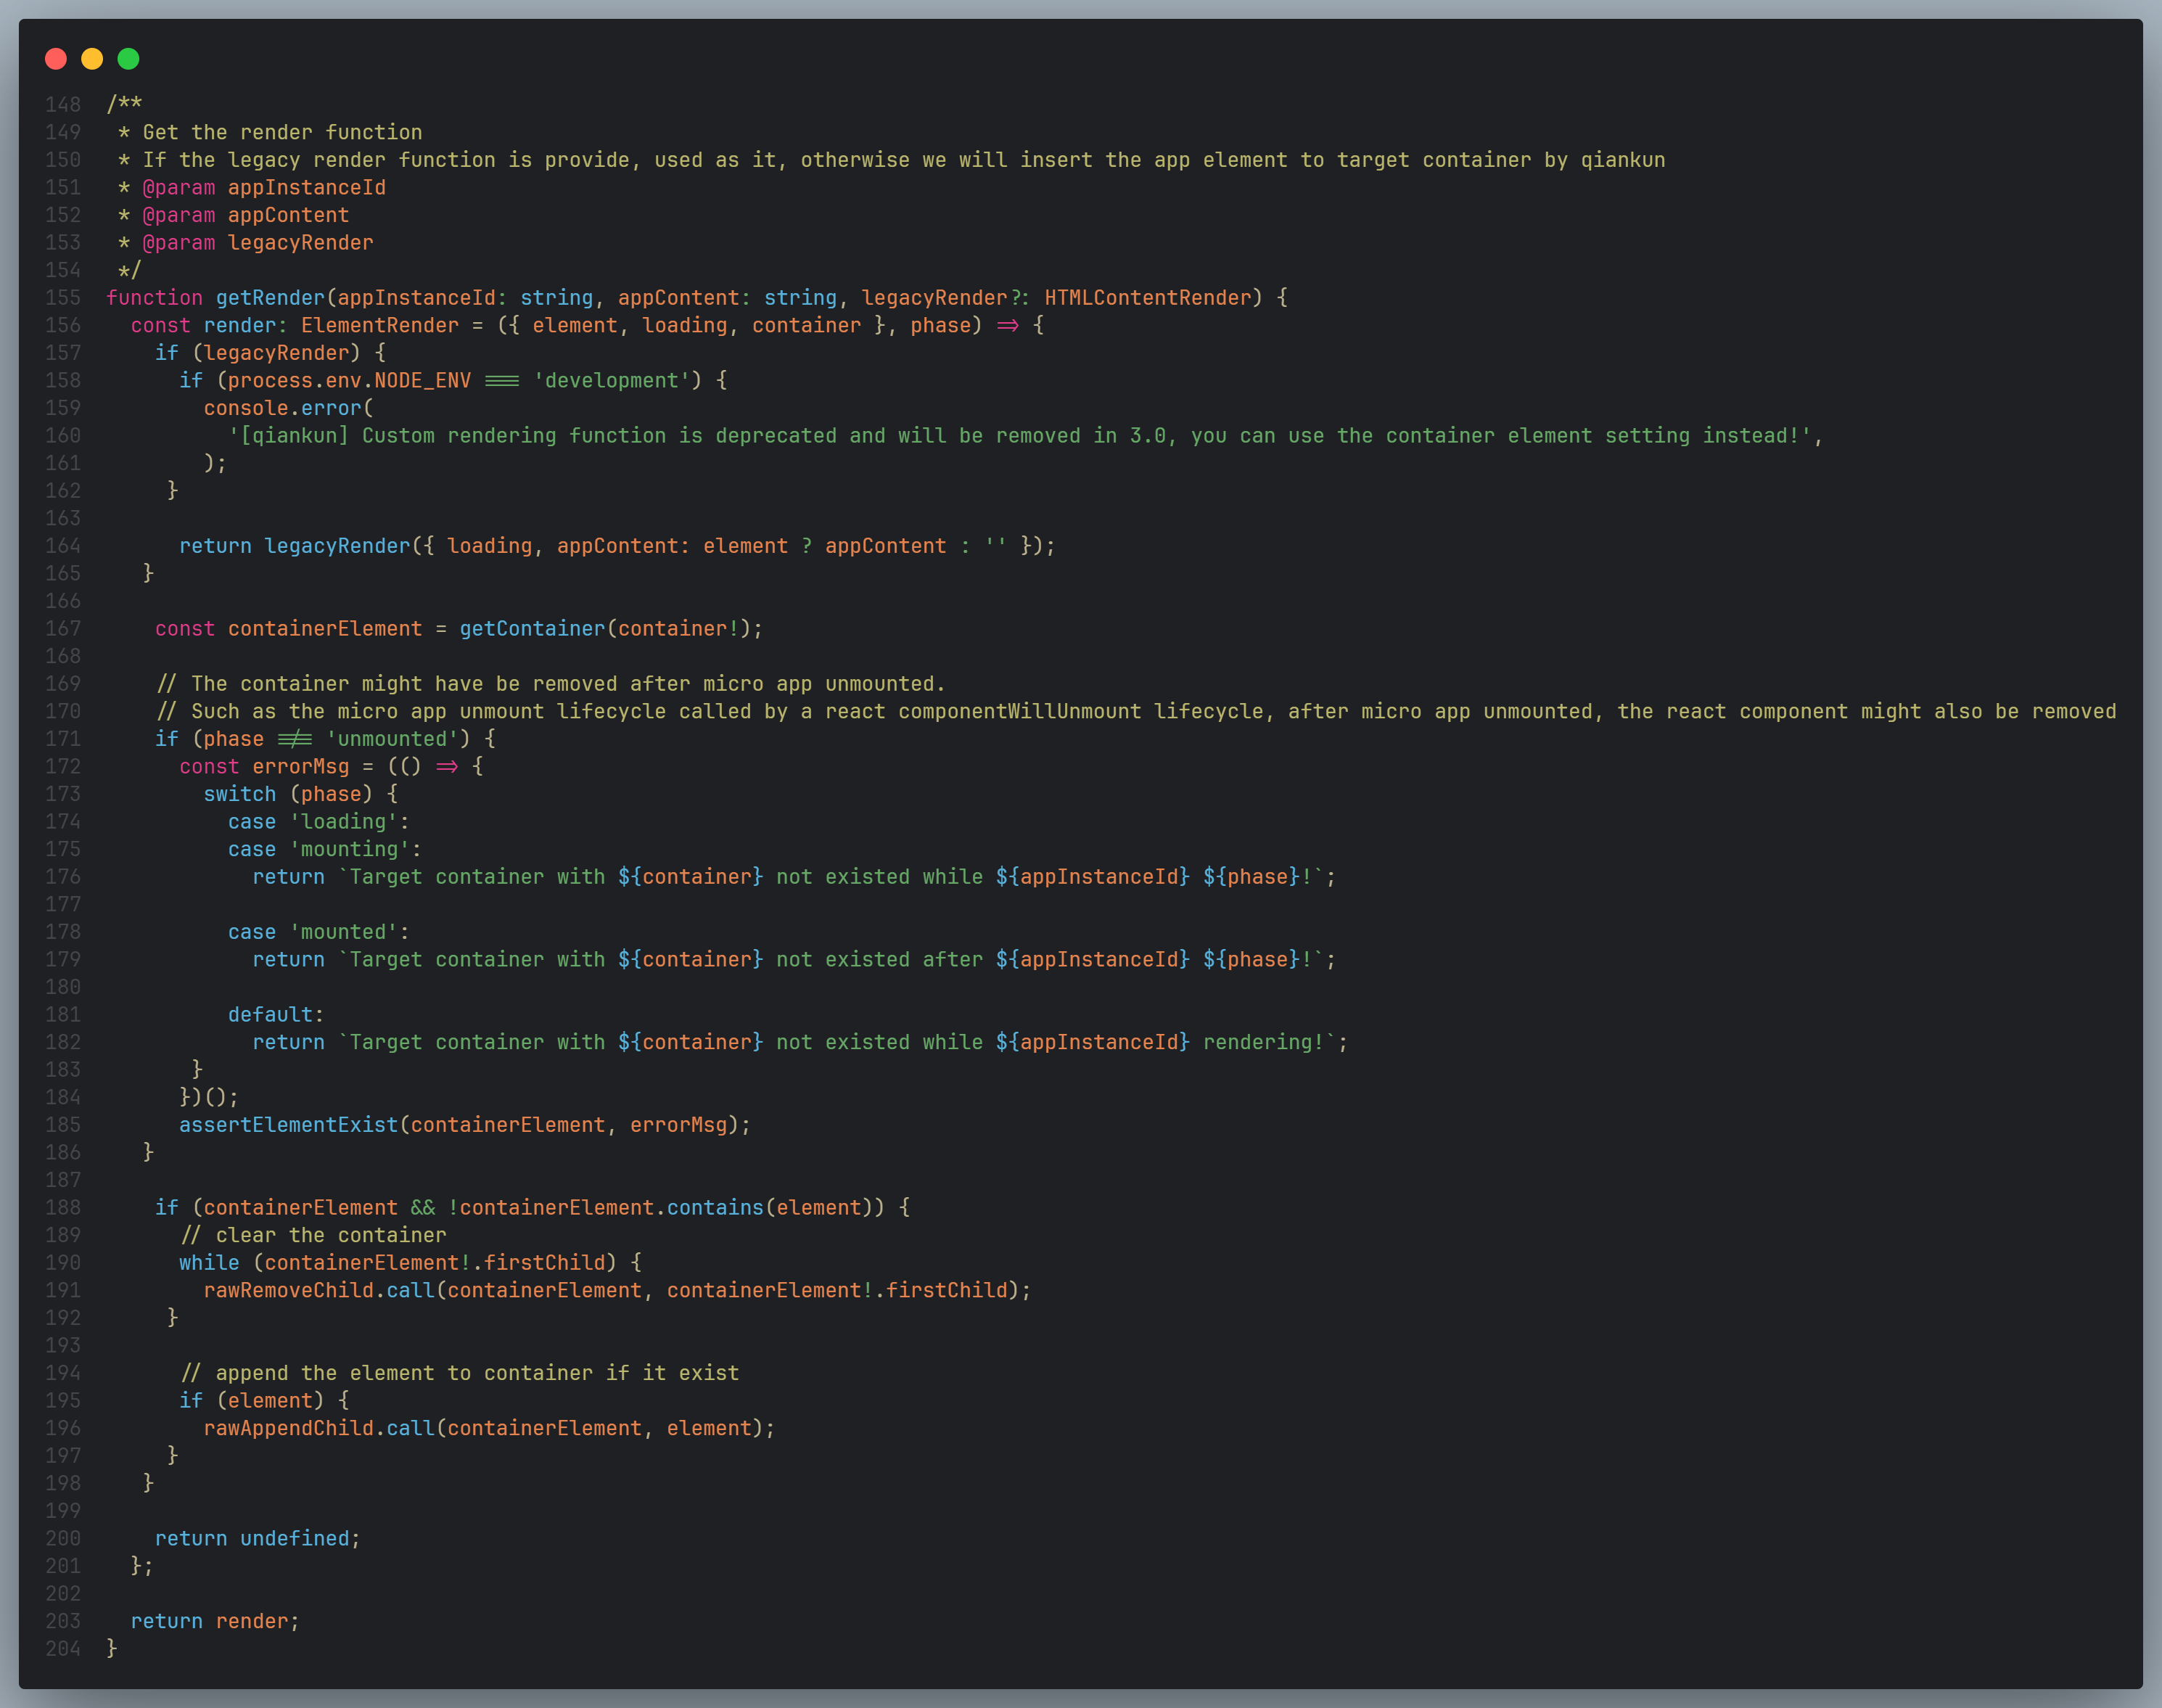 148 /**
149  * Get the render function
150  * If the legacy render function is provide, used as it, otherwise we will insert the app element to target container by qiankun
151  * @param appInstanceId
152  * @param appContent
153  * @param legacyRender
154  */
155 function getRender(appInstanceId: string, appContent: string, legacyRender?: HTMLContentRender) {
156   const render: ElementRender = ({ element, loading, container }, phase) => {
157     if (legacyRender) {
158       if (process.env.NODE_ENV === 'development') {
159         console.error(
160           '[qiankun] Custom rendering function is deprecated and will be removed in 3.0, you can use the container element setting instead!',
161         );
162       }
163
164       return legacyRender({ loading, appContent: element ? appContent : '' });
165     }
166
167     const containerElement = getContainer(container!);
168
169     // The container might have be removed after micro app unmounted.
170     // Such as the micro app unmount lifecycle called by a react componentWillUnmount lifecycle, after micro app unmounted, the react component might also be removed
171     if (phase !== 'unmounted') {
172       const errorMsg = (() => {
173         switch (phase) {
174           case 'loading':
175           case 'mounting':
176             return `Target container with ${container} not existed while ${appInstanceId} ${phase}!`;
177
178           case 'mounted':
179             return `Target container with ${container} not existed after ${appInstanceId} ${phase}!`;
180
181           default:
182             return `Target container with ${container} not existed while ${appInstanceId} rendering!`;
183         }
184       })();
185       assertElementExist(containerElement, errorMsg);
186     }
187
188     if (containerElement && !containerElement.contains(element)) {
189       // clear the container
190       while (containerElement!.firstChild) {
191         rawRemoveChild.call(containerElement, containerElement!.firstChild);
192       }
193
194       // append the element to container if it exist
195       if (element) {
196         rawAppendChild.call(containerElement, element);
197       }
198     }
199
200     return undefined;
201   };
202
203   return render;
204 }